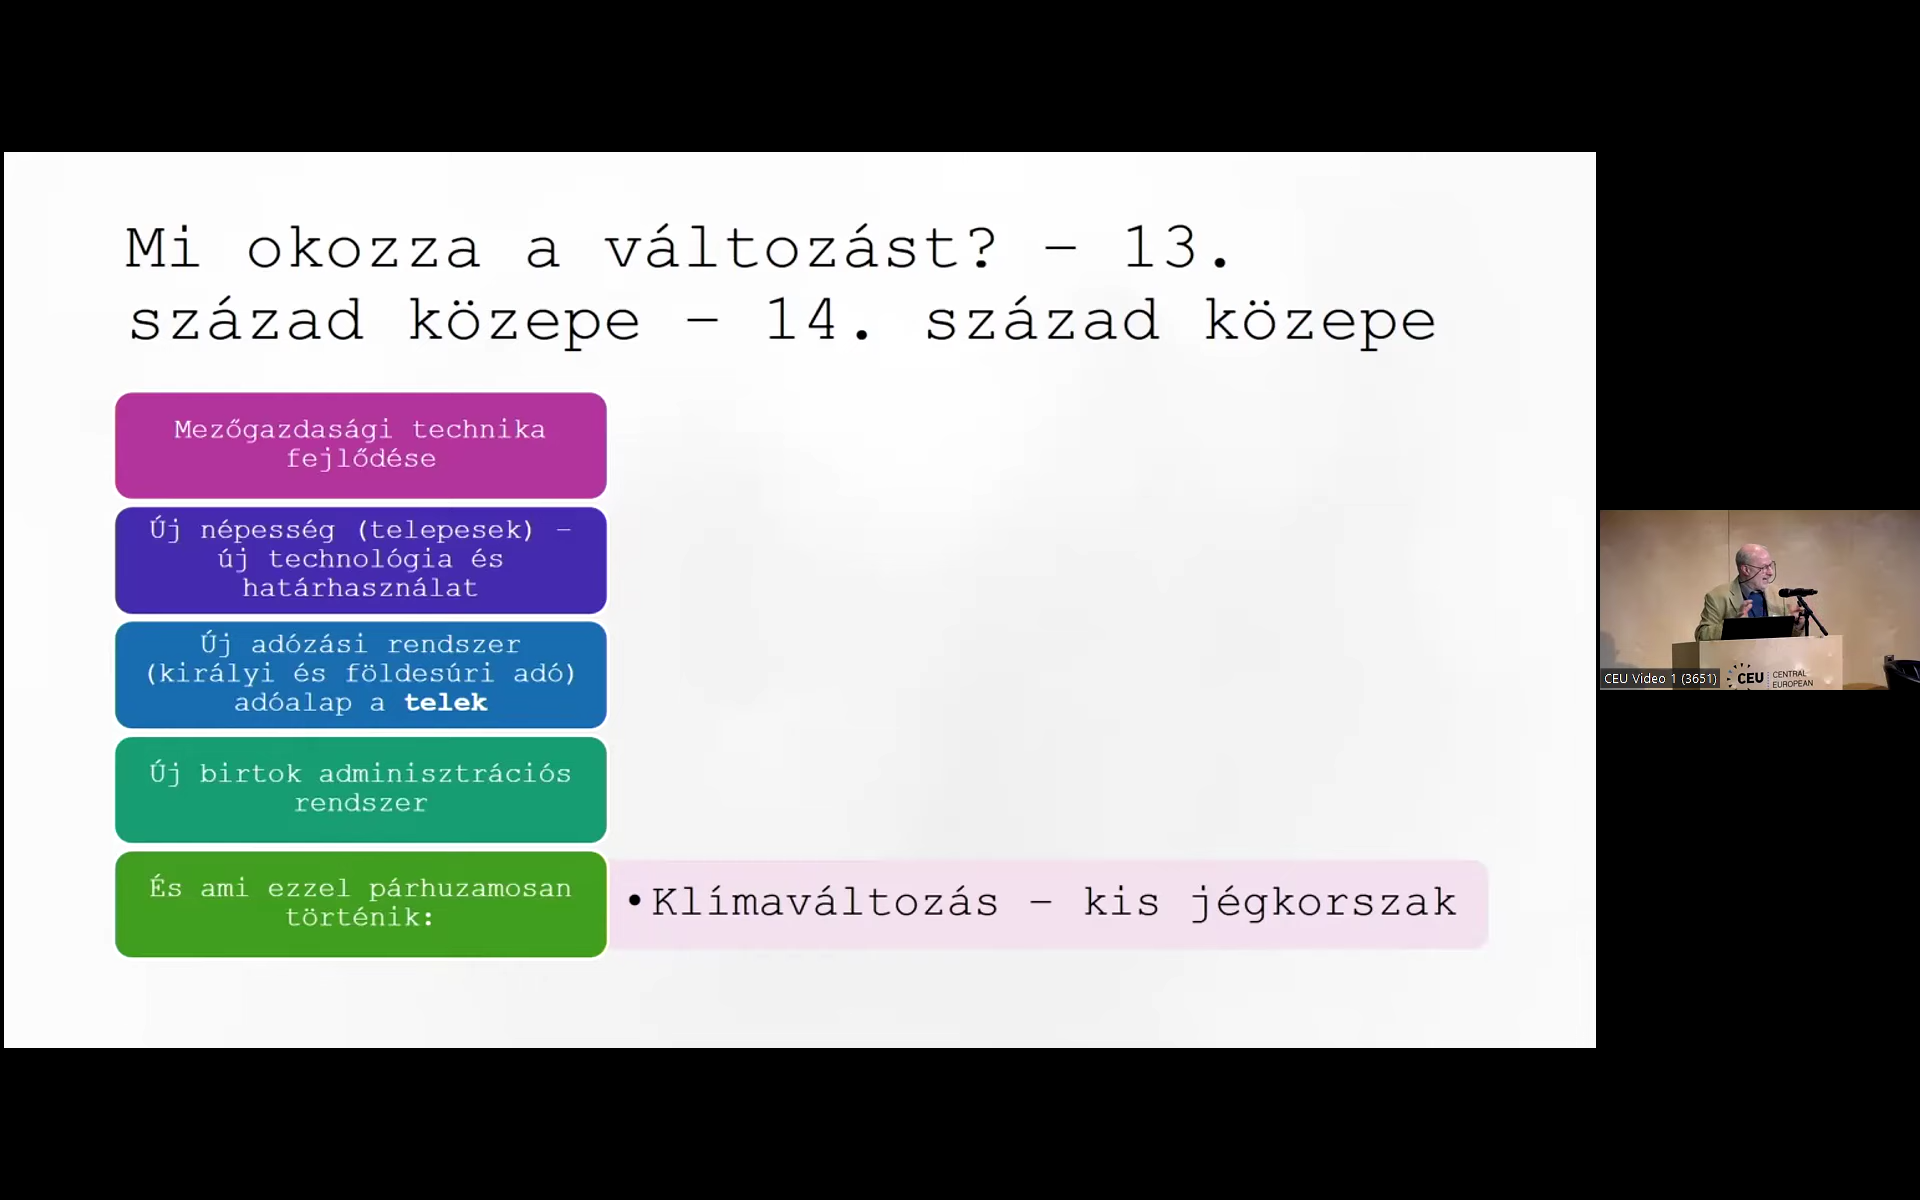 Mi okozza a változást? – 13.
század közepe – 14. század közepe
Mezőgazdasági technika
fejlődése
Új népesség (telepesek) –
új technológia és
határhasználat
Új adózási rendszer
(királyi és földesúri adó)
adóalap a telek
Új birtok adminisztrációs
rendszer
És ami ezzel párhuzamosan
történik:
•Klímaváltozás – kis jégkorszak
CEU Video 1 (3651)
CEU
CENTRAL
EUROPEAN